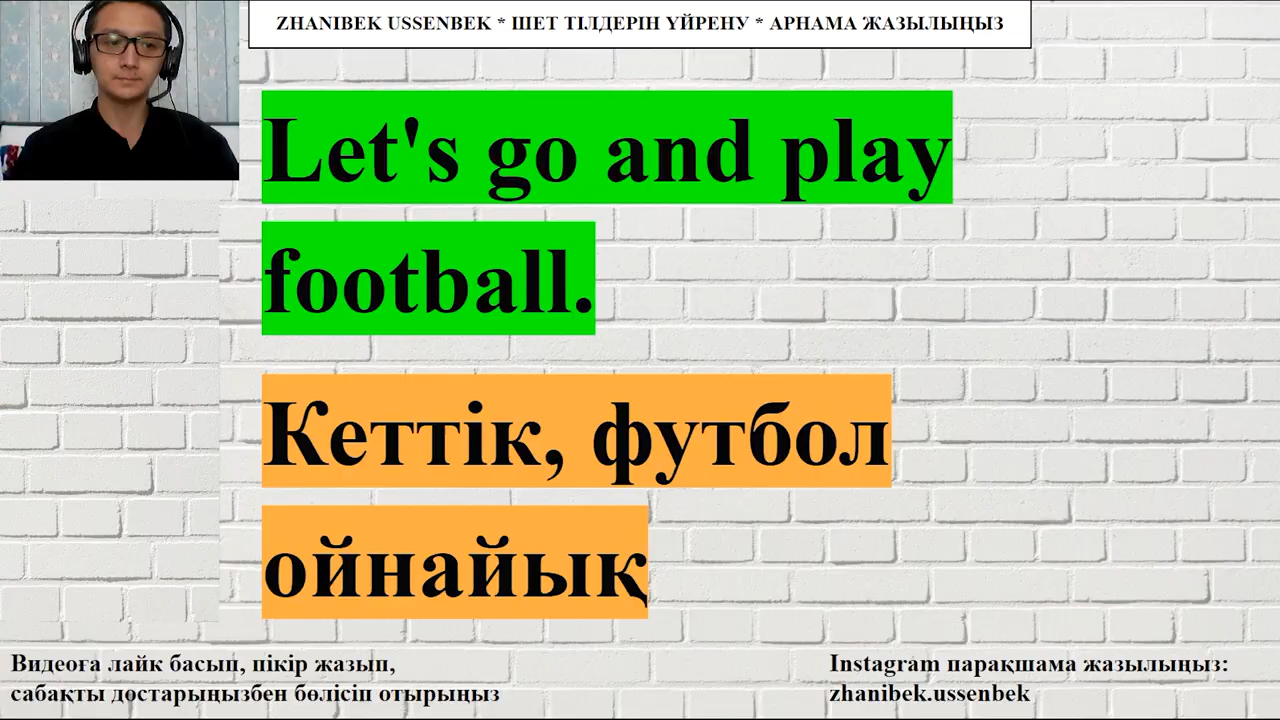 ZHANIBEK USSENBEK * ШЕТ ТІЛДЕРІН ҮЙРЕНУ * АРНАМА ЖАЗЫЛЫҢЫЗ
Let's go and play
football.
Кеттік, футбол
ойнайық
Видеоға лайк басып, пікір жазып,
сабақты достарыңызбен бөлісіп отырыңыз
Instagram парақшама жазылыңыз:
zhanibek.ussenbek